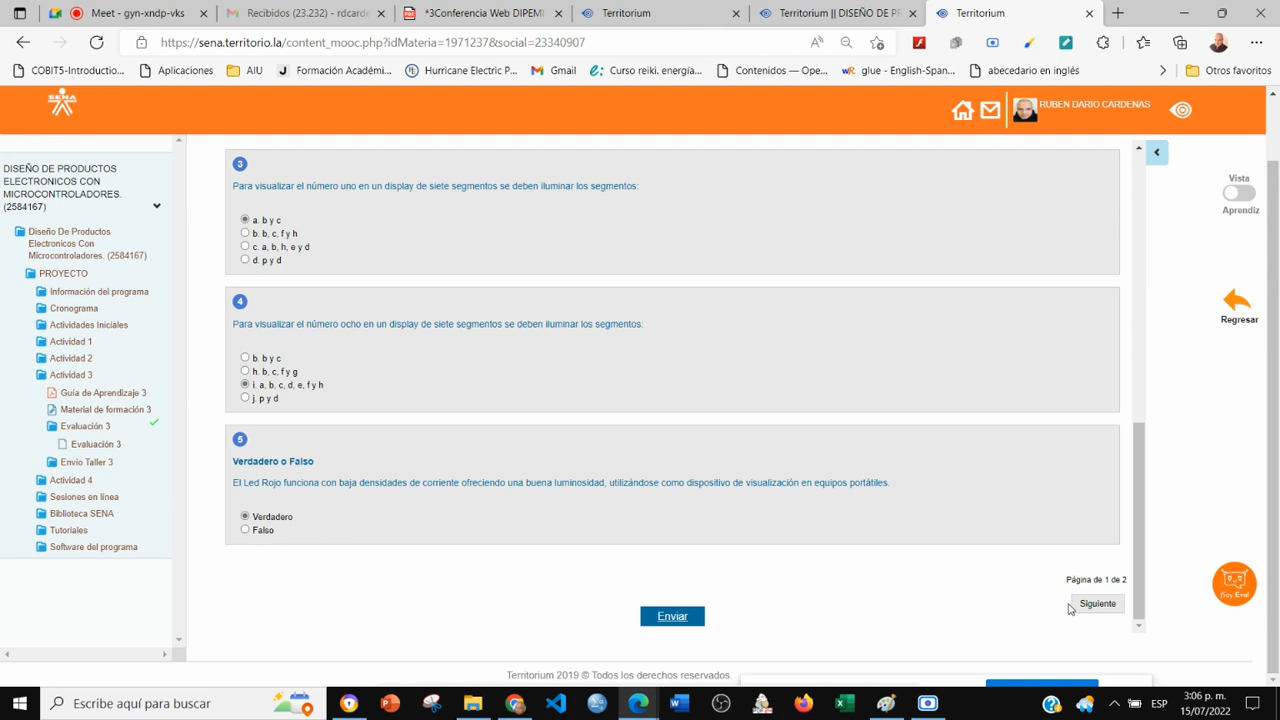 Meet - gyn-xndp-vks
Recibidos (23.232) - rdcarde
*3Conferencia Web DIPEM
Territorium
Territorium || DISEÑO DE PR
Territorium
https://sena.territorio.la/content_mooc.php?idMateria=1971237&social=23340907
COBIT5-Introductio...
Aplicaciones
AIU
Formación Académi...
Hurricane Electric P...
Gmail
Curso reiki. energía...
Contenidos — Ope...
glue - English-Span...
abecedario en inglés
Otros favoritos
SENA
RUBEN DARIO CARDENAS
DISEÑO DE PRODUCTOS
ELECTRONICOS CON
MICROCONTROLADORES.
(2584167)
Diseño De Productos
Electronicos Con
Microcontroladores. (2584167)
PROYECTO
Información del programa
Cronograma
Actividades Iniciales
Actividad 1
Actividad 2
Actividad 3
Guía de Aprendizaje 3
Material de formación 3
Evaluación 3
Evaluación 3
Envío Taller 3
Actividad 4
Sesiones en línea
Biblioteca SENA
Tutoriales
Software del programa
3
Para visualizar el número uno en un display de siete segmentos se deben iluminar los segmentos:
a. b y c
b. b, c, f y h
c. a, b, h, e y d
d. p y d
4
Para visualizar el número ocho en un display de siete segmentos se deben iluminar los segmentos:
b. b y c
h. b, c, f y g
i. a, b, c, d, e, f y h
j. p y d
5
Verdadero o Falso
El Led Rojo funciona con baja densidades de corriente ofreciendo una buena luminosidad, utilizándose como dispositivo de visualización en equipos portátiles.
Verdadero
Falso
Página de 1 de 2
Siguiente
Enviar
Vista
Aprendiz
Regresar
¡Soy Eva!
Territorium 2019 © Todos los derechos reservados.
Escribe aquí para buscar
ESP
3:06 p. m.
15/07/2022